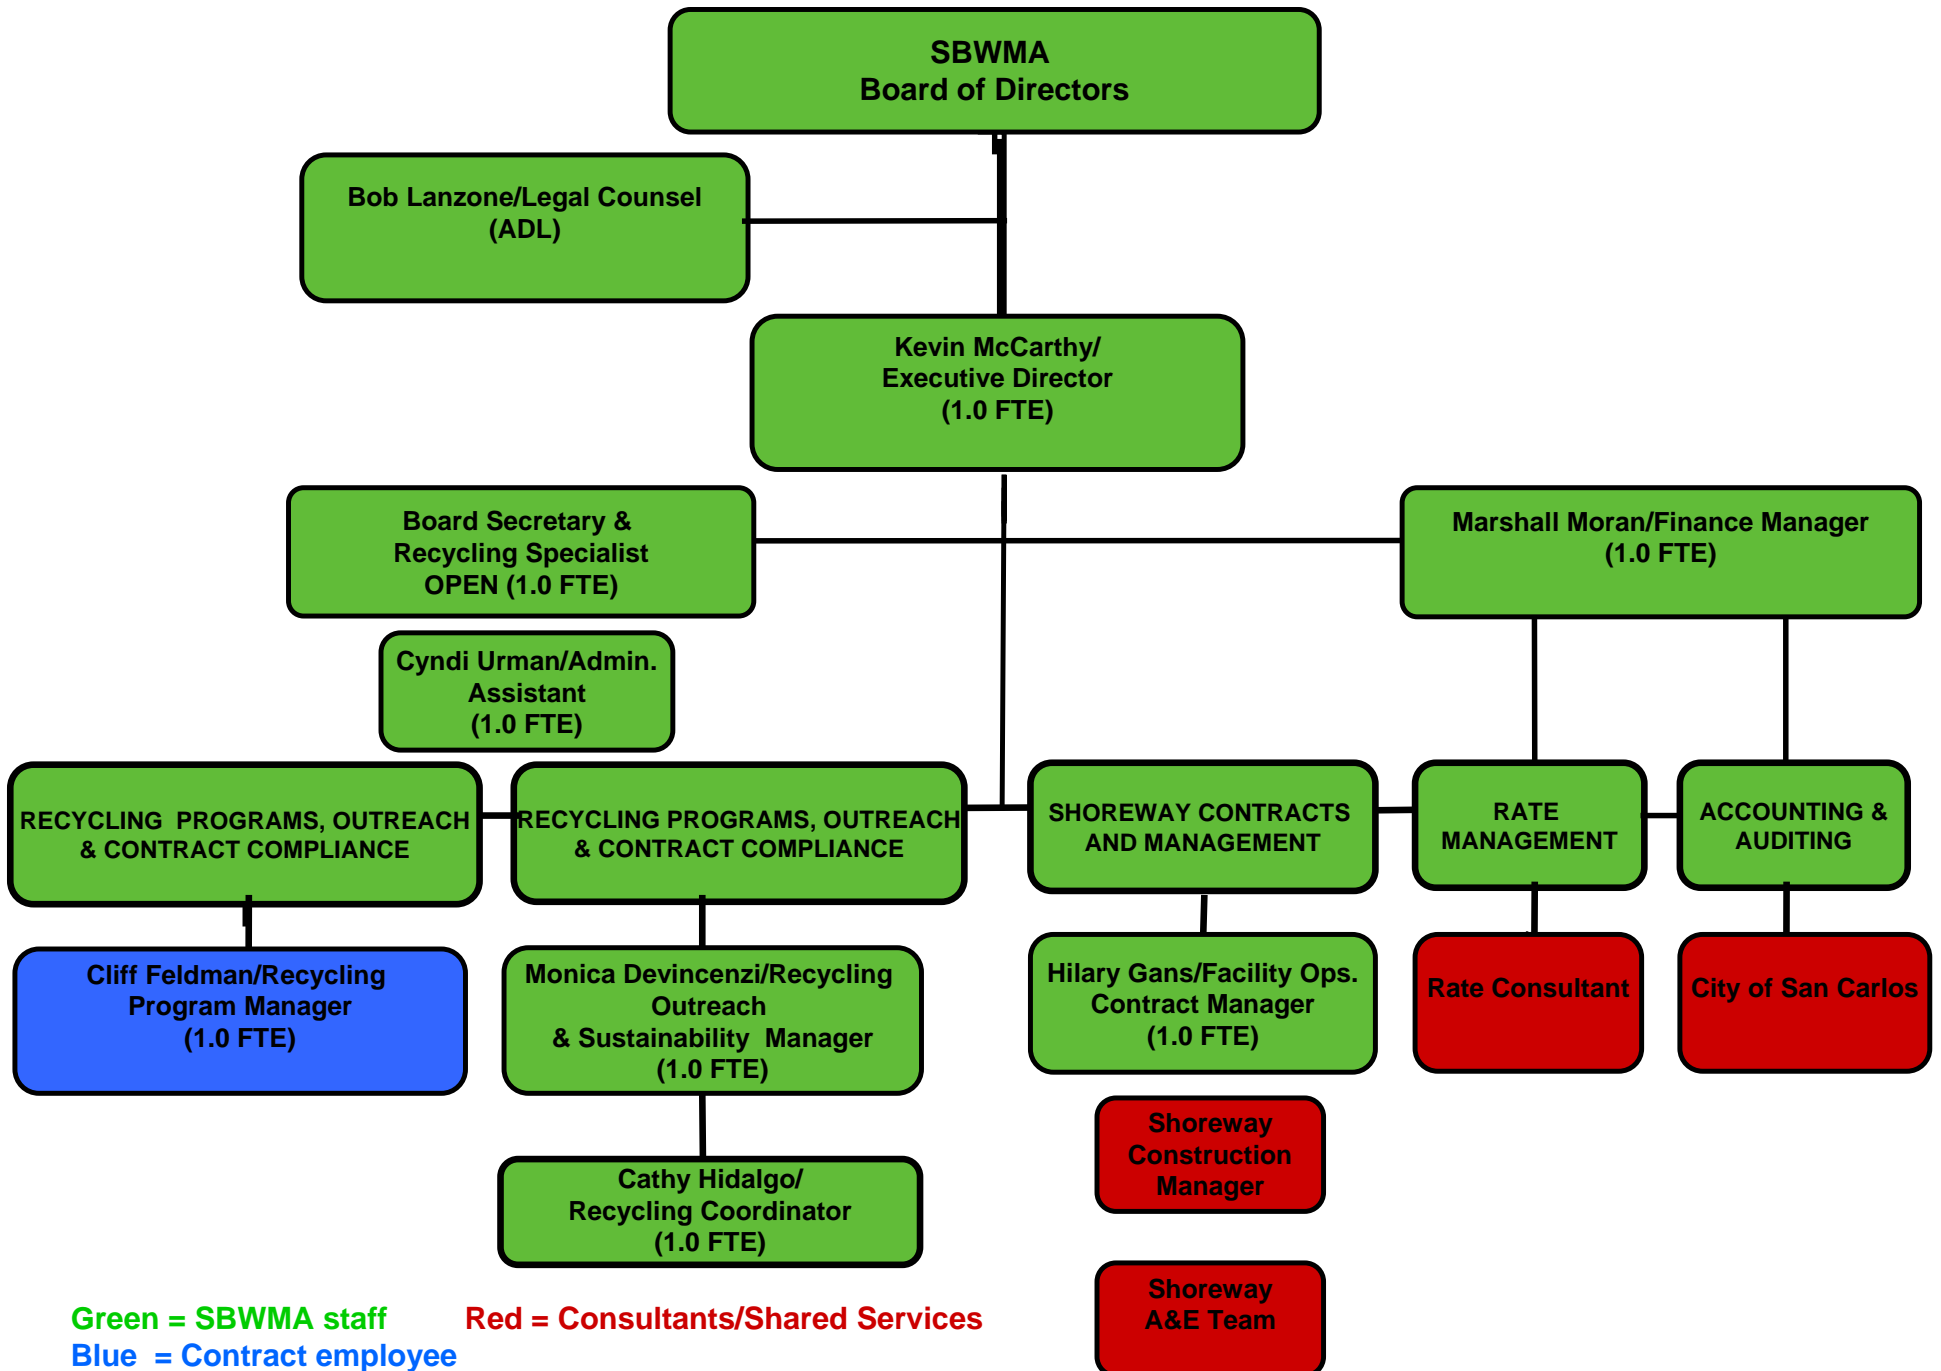 SBWMA
Board of Directors
Bob Lanzone/Legal Counsel
(ADL)
Kevin McCarthy/
Executive Director
(1.0 FTE)
Board Secretary &
Recycling Specialist
OPEN (1.0 FTE)
Marshall Moran/Finance Manager
(1.0 FTE)
Cyndi Urman/Admin.
Assistant
(1.0 FTE)
RECYCLING PROGRAMS, OUTREACH
& CONTRACT COMPLIANCE
RECYCLING PROGRAMS, OUTREACH
& CONTRACT COMPLIANCE
SHOREWAY CONTRACTS
AND MANAGEMENT
RATE
MANAGEMENT
ACCOUNTING &
AUDITING
Cliff Feldman/Recycling
Program Manager
(1.0 FTE)
Monica Devincenzi/Recycling
Outreach
& Sustainability Manager
(1.0 FTE)
Hilary Gans/Facility Ops.
Contract Manager
(1.0 FTE)
Rate Consultant
City of San Carlos
Shoreway
Construction
Manager
Cathy Hidalgo/
Recycling Coordinator
(1.0 FTE)
Shoreway
A&E Team
Green = SBWMA staff
Red = Consultants/Shared Services
Blue = Contract employee